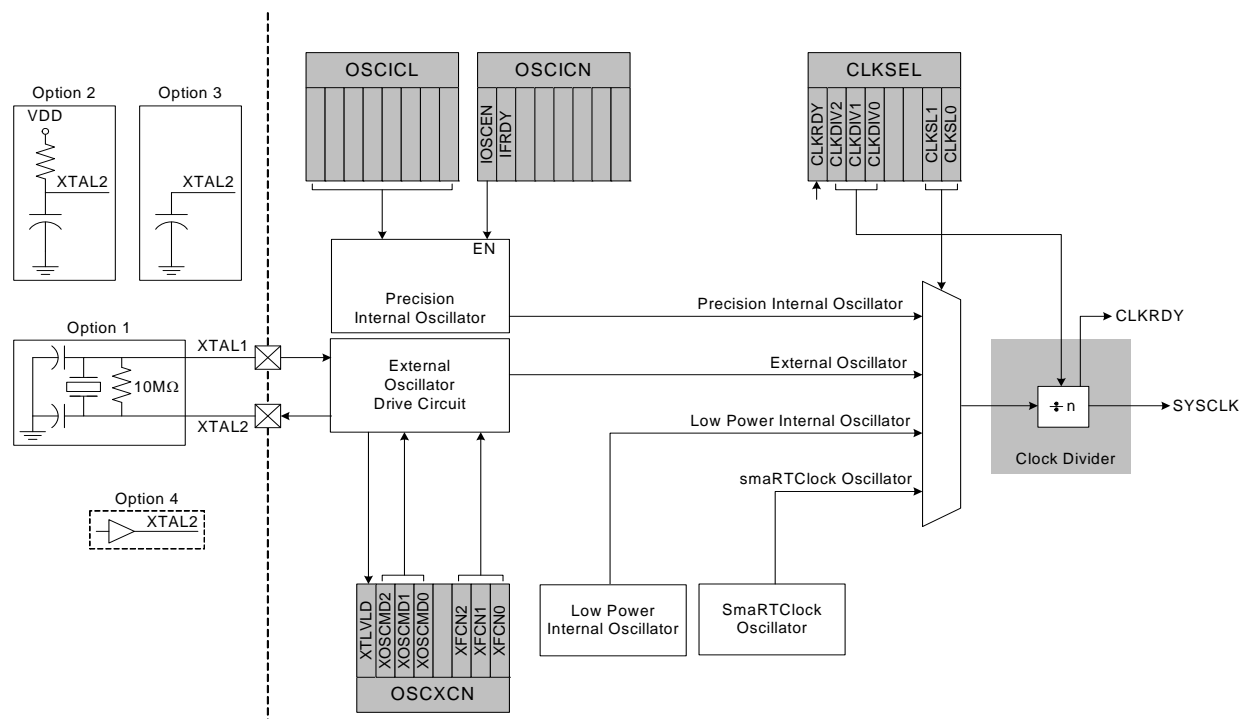 OSCICL
OSCICN
CLKSEL
IOSCEN
IFRDY
CLKRDY
CLKDIV2
CLKDIV1
CLKDIV0
CLKSL1
CLKSL0
Option 2
VDD
XTAL2
Option 3
XTAL2
EN
Precision
Internal Oscillator
Precision Internal Oscillator
CLKRDY
Option 1
XTAL1
10MΩ
XTAL2
External
Oscillator
Drive Circuit
External Oscillator
Low Power Internal Oscillator
smaRTClock Oscillator
÷ n
SYSCLK
Clock Divider
Option 4
XTAL2
XTLVLD
XOSCMD2
XOSCMD1
XOSCMD0
XFCN2
XFCN1
XFCN0
OSCXCN
Low Power
Internal Oscillator
SmaRTClock
Oscillator